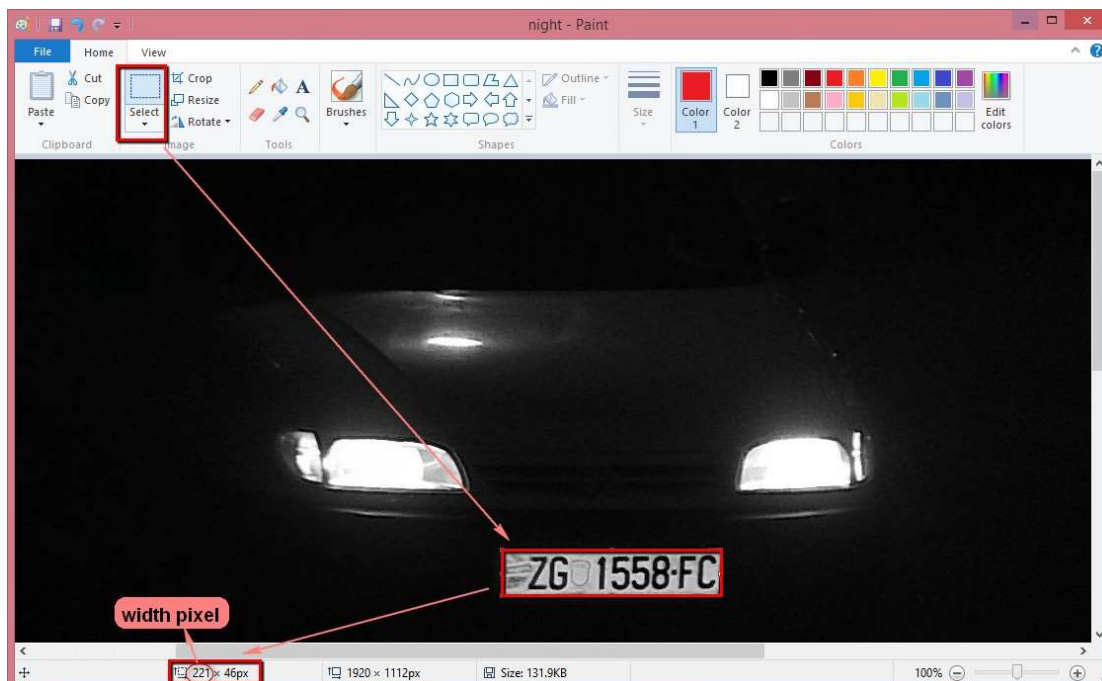 night - Paint
File Home View
Paste
Cut
Copy
Clipboard
Select
Crop
Resize
Rotate
Image
A
Tools
Brushes
Outline
Fill
Shapes
Size
Color 1
Color 2
Edit colors
Colors
ZG 1558·FC
width pixel
221 × 46px
1920 × 1112px
Size: 131.9KB
100%